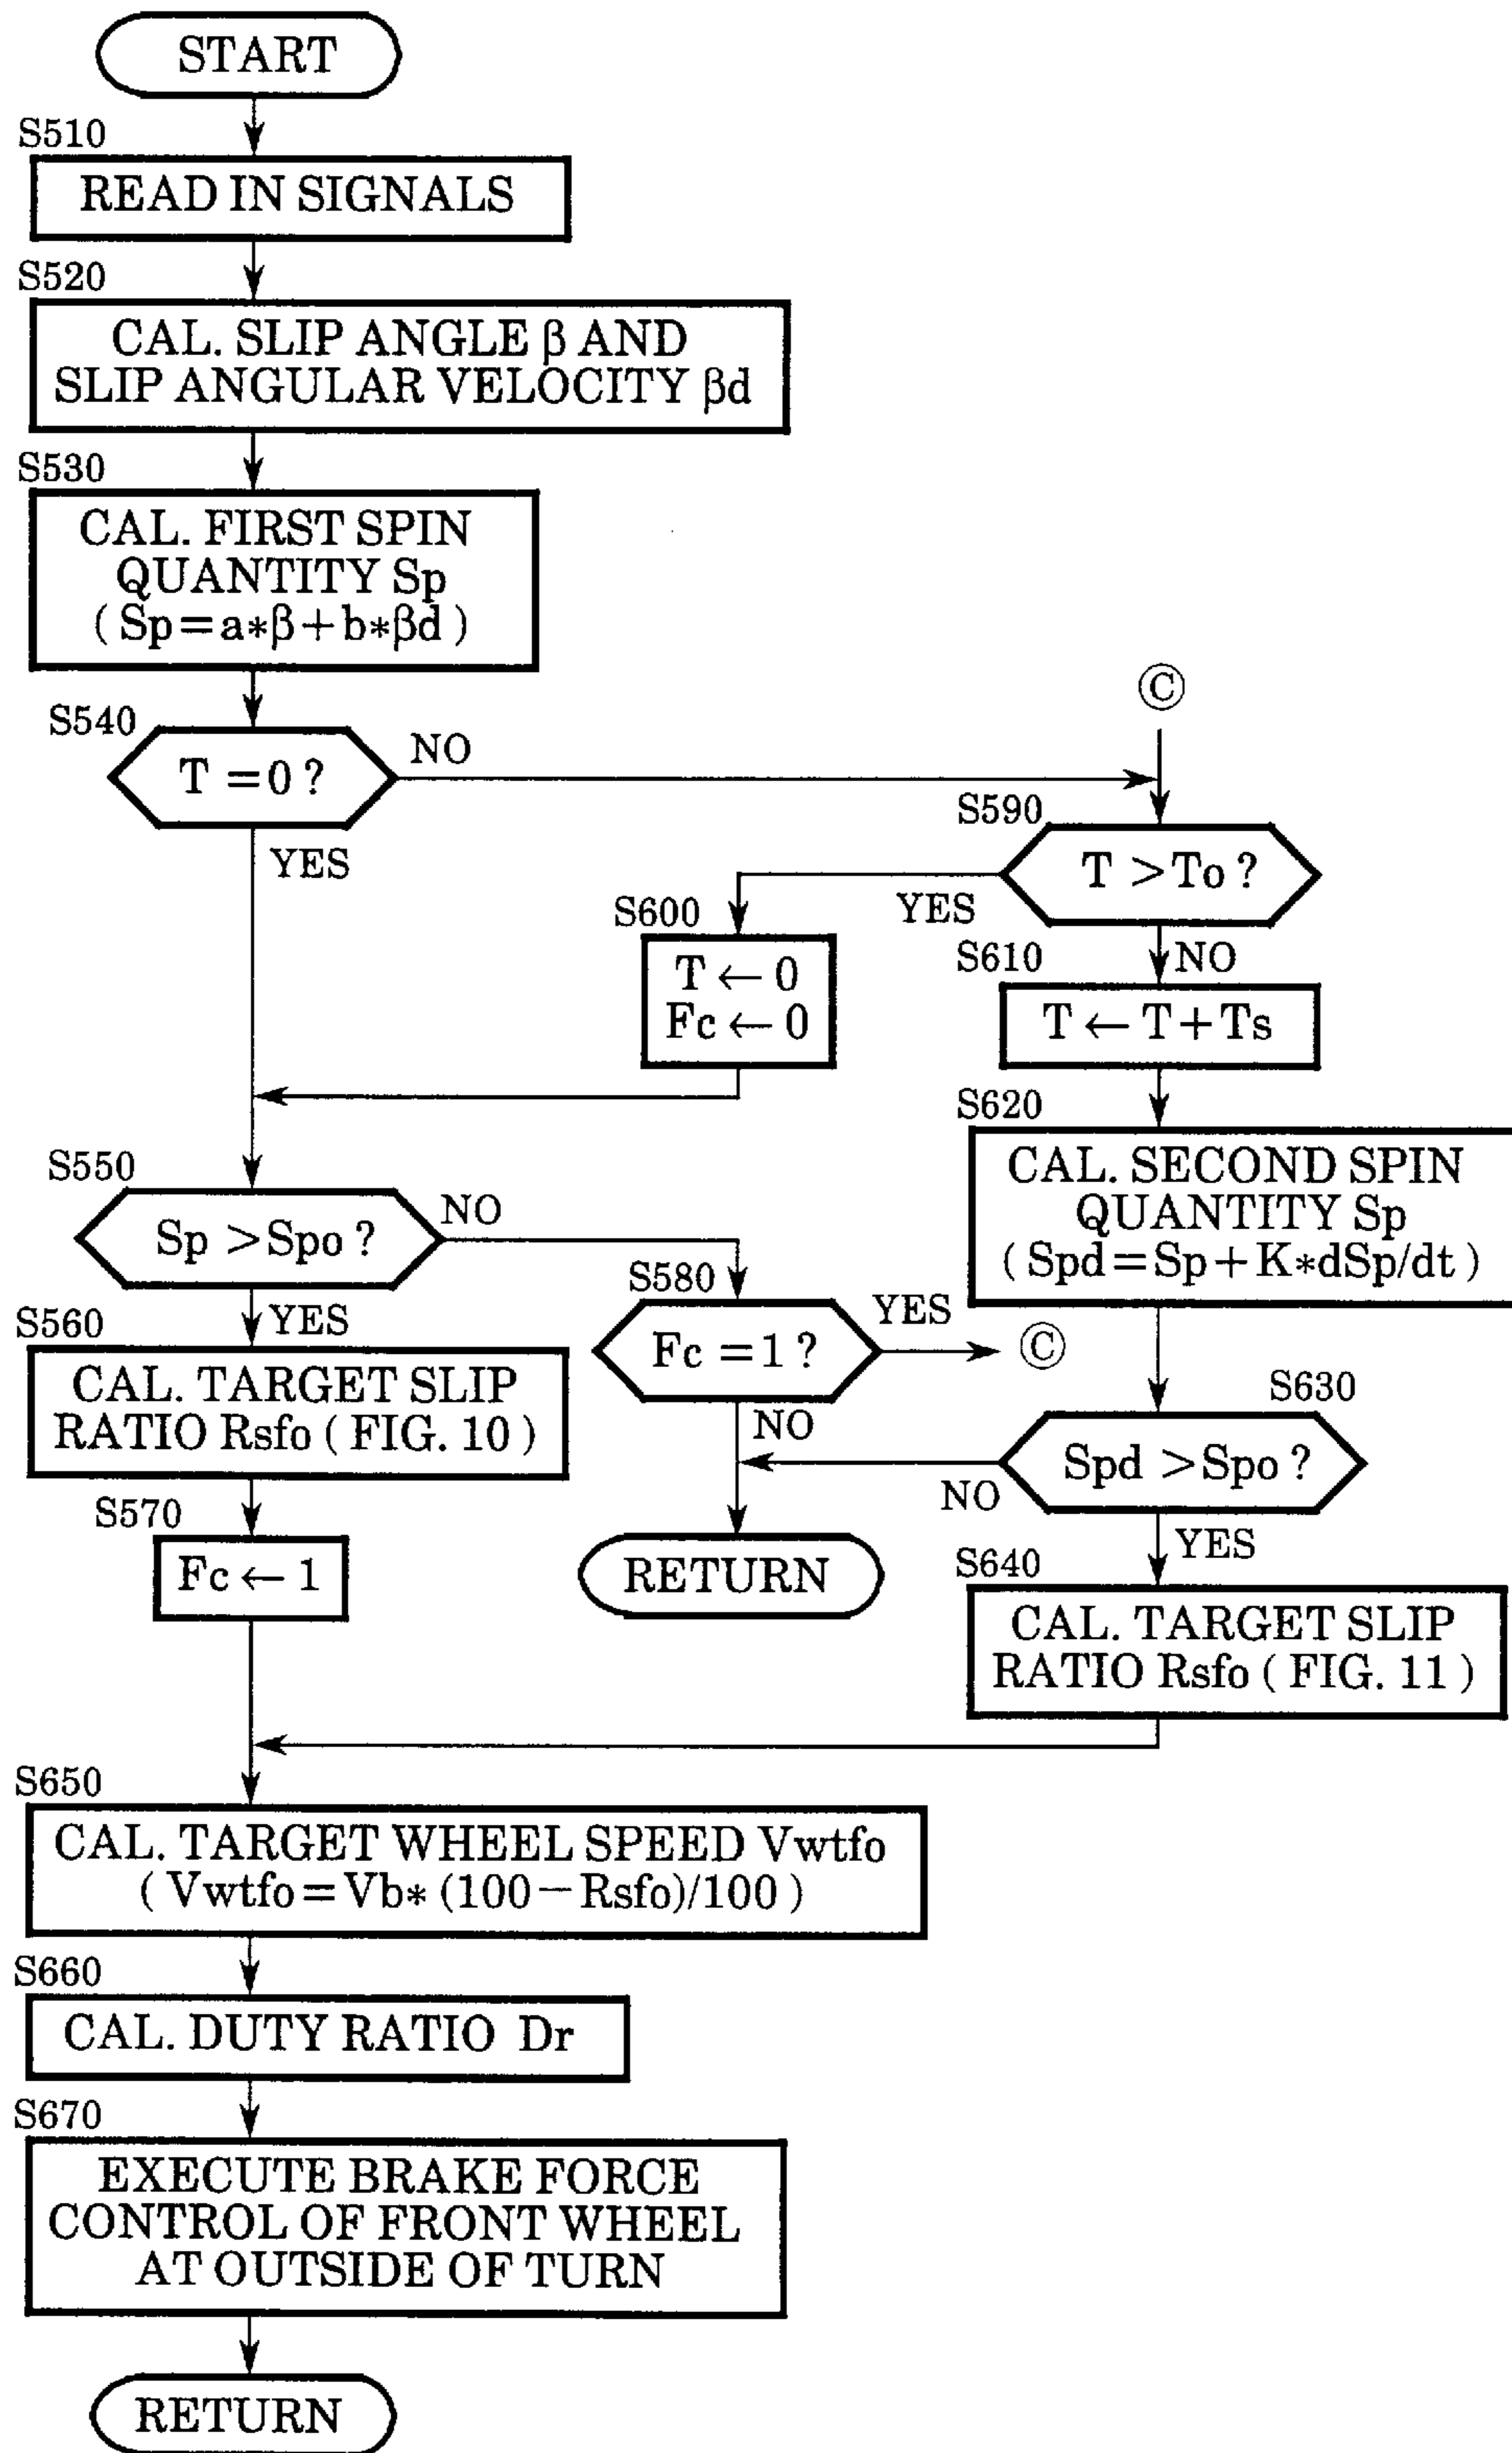 START
S510
READ IN SIGNALS
S520
CAL. SLIP ANGLE β AND
SLIP ANGULAR VELOCITY βd
S530
CAL. FIRST SPIN
QUANTITY Sp
( Sp=a*β+b*βd )
S540
T =0 ?
NO
YES
Ⓒ
S590
T >To ?
YES
NO
S600
T ← 0
Fc ← 0
S610
T ← T+Ts
S620
CAL. SECOND SPIN
QUANTITY Sp
( Spd=Sp+K*dSp/dt )
S550
Sp >Spo ?
NO
YES
S580
Fc =1 ?
YES
Ⓒ
NO
S560
CAL. TARGET SLIP
RATIO Rsfo ( FIG. 10 )
S570
Fc ← 1
RETURN
S630
Spd >Spo ?
NO
YES
S640
CAL. TARGET SLIP
RATIO Rsfo ( FIG. 11 )
S650
CAL. TARGET WHEEL SPEED Vwtfo
( Vwtfo=Vb* (100-Rsfo)/100 )
S660
CAL. DUTY RATIO Dr
S670
EXECUTE BRAKE FORCE
CONTROL OF FRONT WHEEL
AT OUTSIDE OF TURN
RETURN